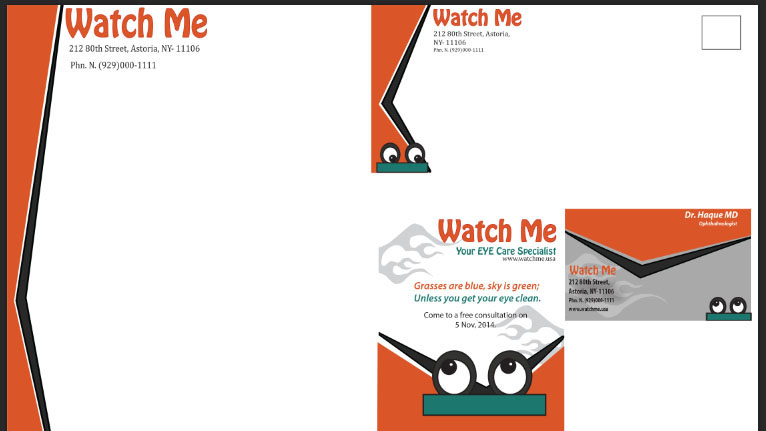 Watch Me
212 80th Street, Astoria, NY- 11106
Phn. N. (929)000-1111
Watch Me
212 80th Street, Astoria,
NY- 11106
Phn. N. (929)000-1111
Watch Me
Your EYE Care Specialist
www.watchme.usa
Grasses are blue, sky is green;
Unless you get your eye clean.
Come to a free consultation on
5 Nov. 2014.
Dr. Haque MD
Ophthalmologist
Watch Me
212 80th Street,
Astoria, NY-11106
Phn. N. (929)000-1111
www.watchme.usa